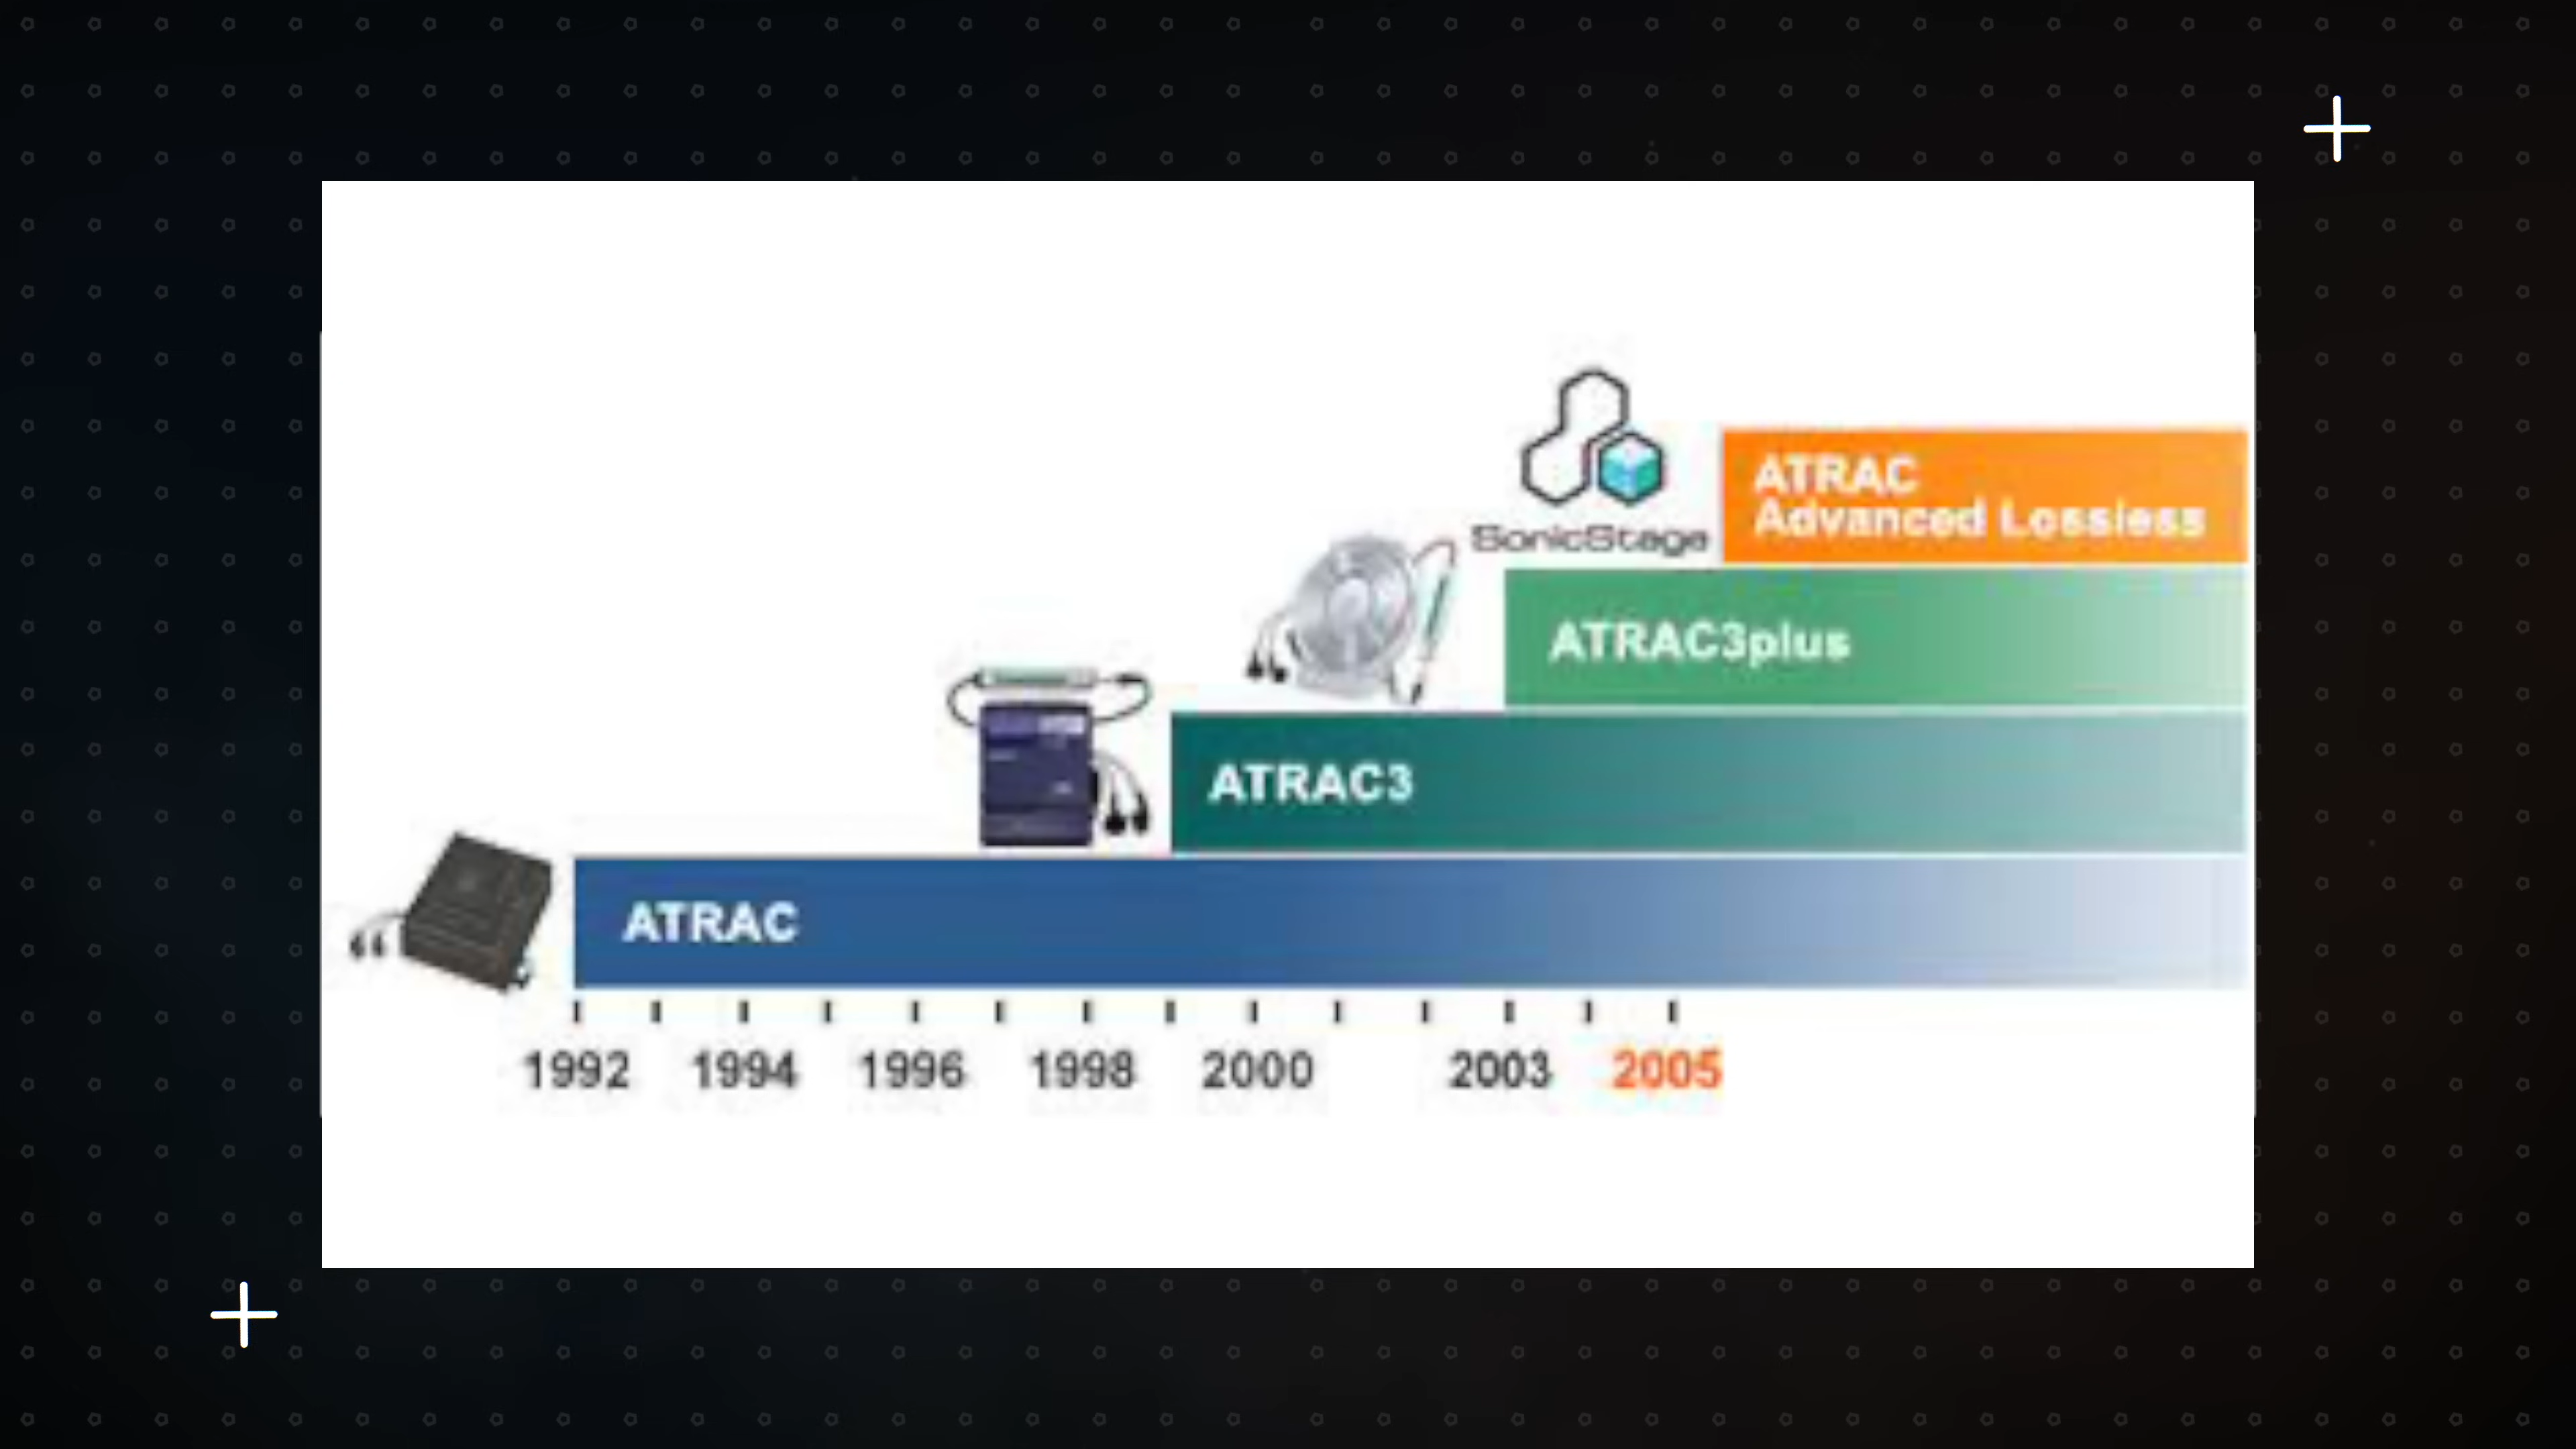 SonicStage
ATRAC
Advanced Lossless
ATRAC3plus
ATRAC3
ATRAC
1992 1994 1996 1998 2000 2003 2005